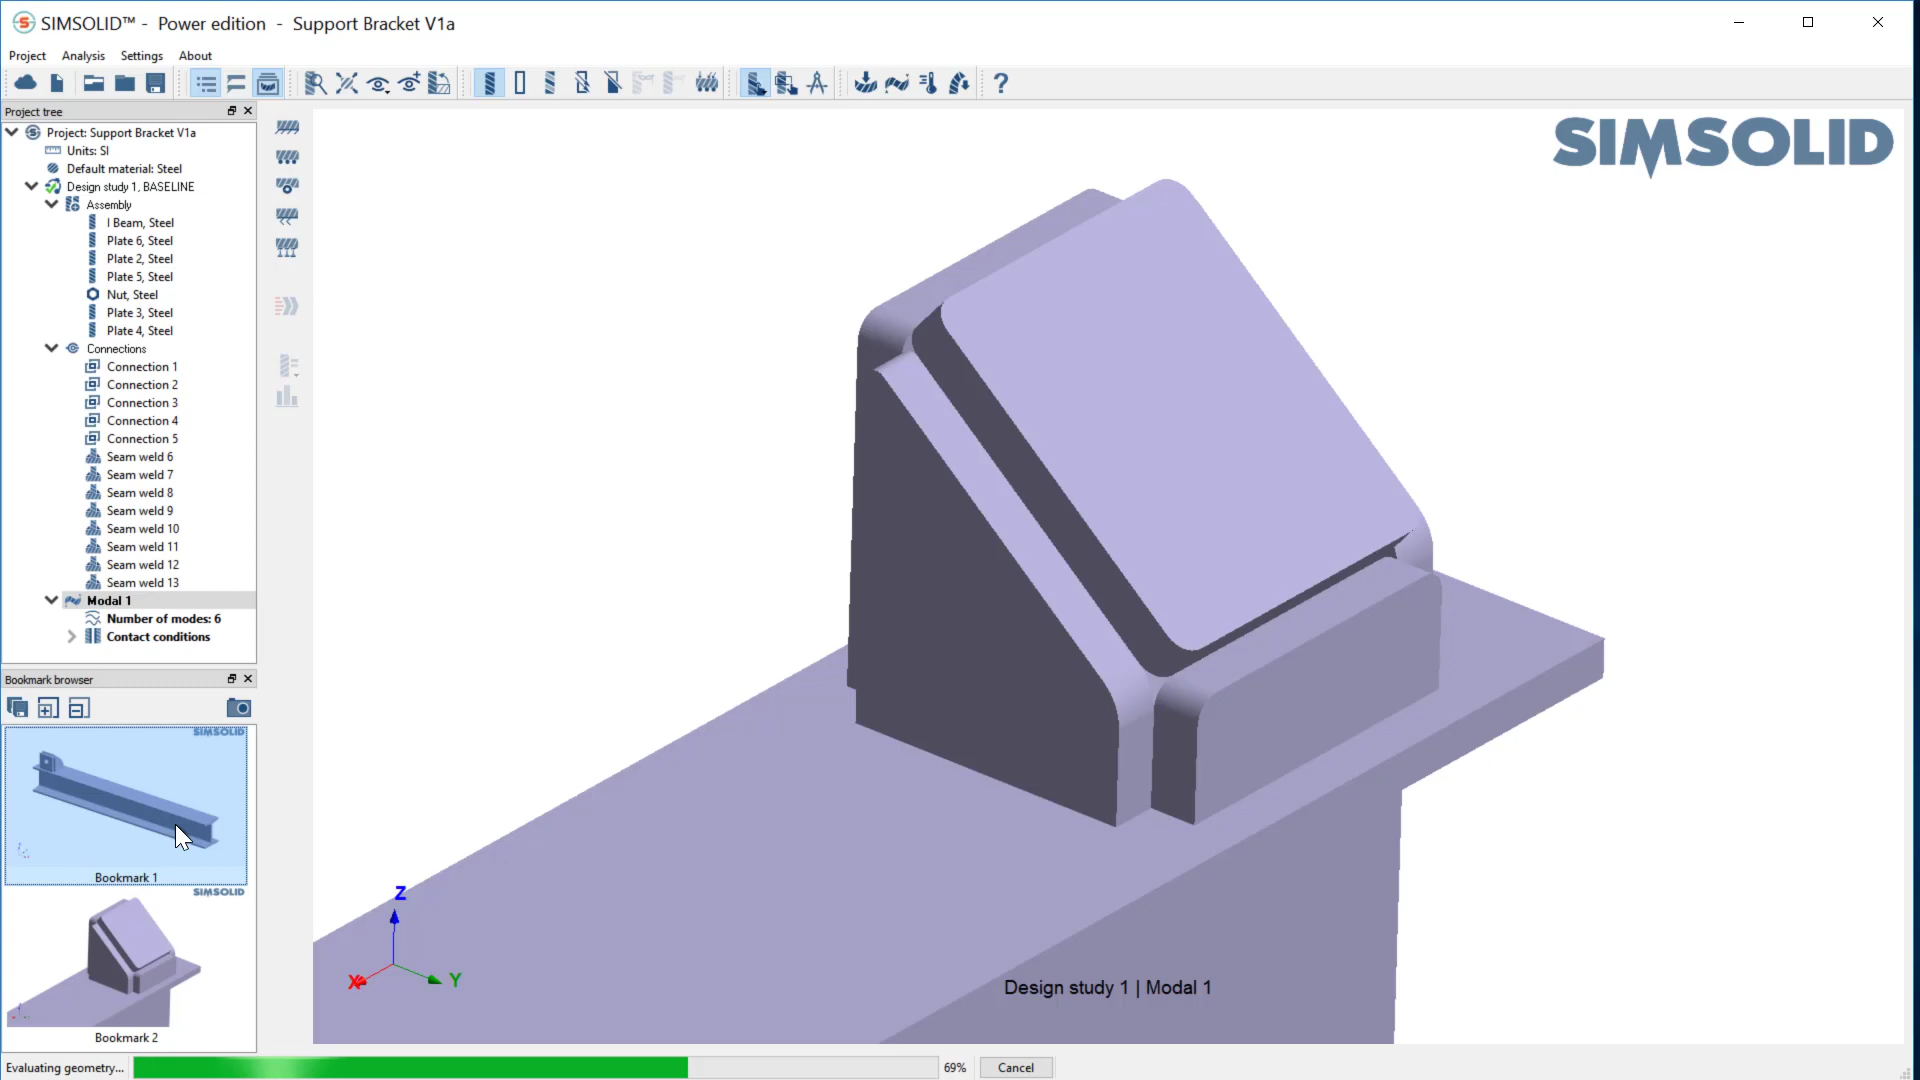 SIMSOLID™ - Power edition - Support Bracket V1a
Project Analysis Settings About
Project tree
Project: Support Bracket V1a
Units: SI
Default material: Steel
Design study 1, BASELINE
Assembly
I Beam, Steel
Plate 6, Steel
Plate 2, Steel
Plate 5, Steel
Nut, Steel
Plate 3, Steel
Plate 4, Steel
Connections
Connection 1
Connection 2
Connection 3
Connection 4
Connection 5
Seam weld 6
Seam weld 7
Seam weld 8
Seam weld 9
Seam weld 10
Seam weld 11
Seam weld 12
Seam weld 13
Modal 1
Number of modes: 6
Contact conditions
Bookmark browser
SIMSOLID
Bookmark 1
SIMSOLID
Bookmark 2
SIMSOLID
Z
X
Y
Design study 1 | Modal 1
Evaluating geometry... 69% Cancel